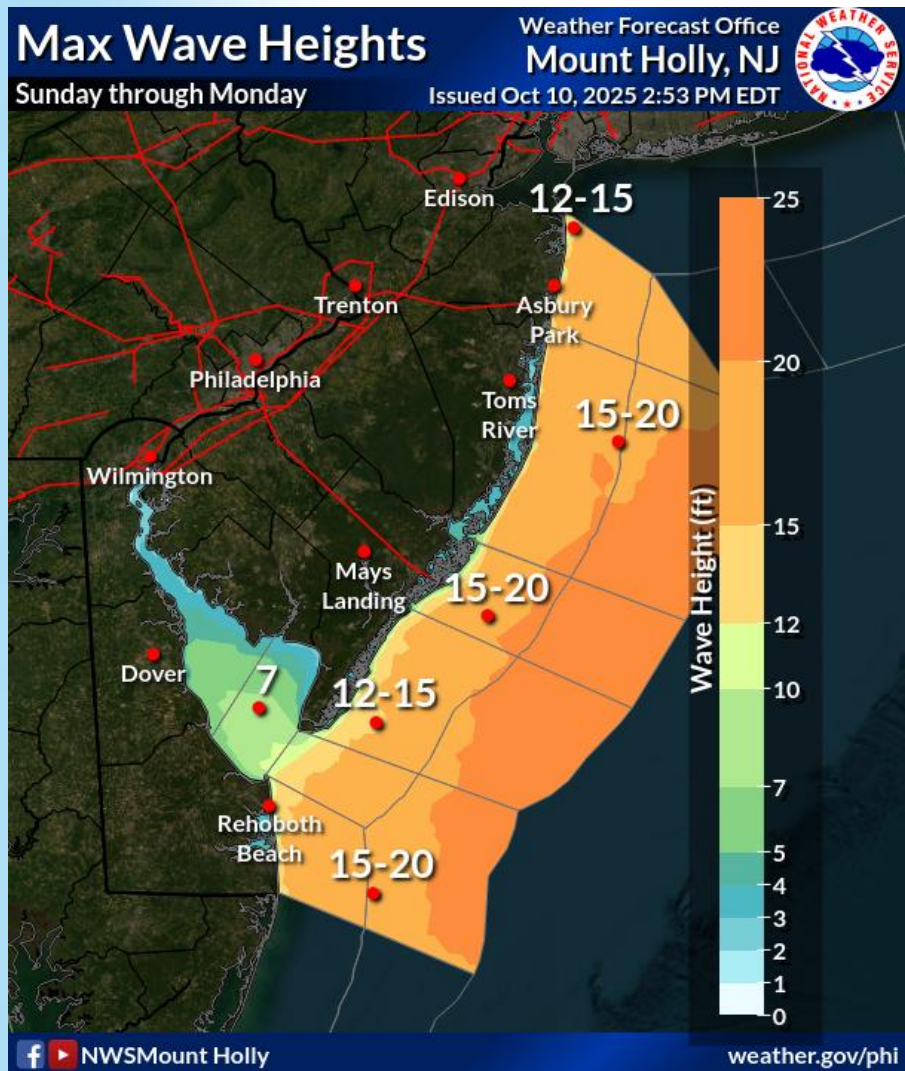 Max Wave Heights
Sunday through Monday
Weather Forecast Office
Mount Holly, NJ
Issued Oct 10, 2025 2:53 PM EDT
NATIONAL WEATHER SERVICE
Edison
12-15
Trenton
Asbury
Park
Philadelphia
Toms
River
15-20
Wilmington
Mays
Landing
15-20
Dover
7
12-15
Rehoboth
Beach
15-20
Wave Height (ft)
25
20
15
12
10
7
5
4
3
2
1
0
NWSMount Holly
weather.gov/phi